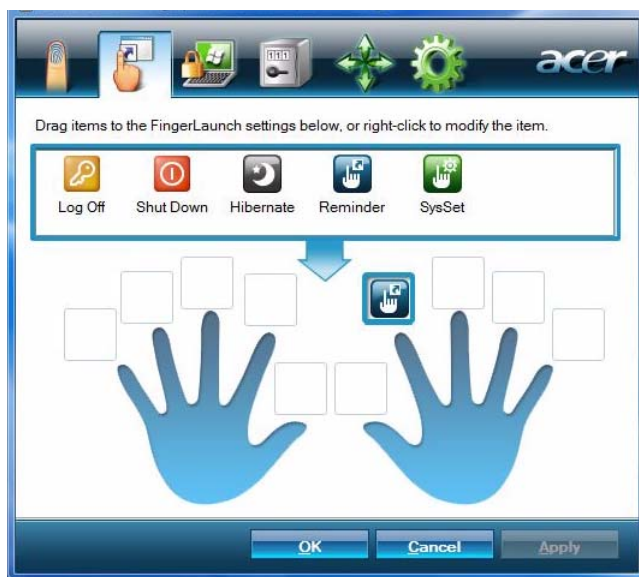 acer
Drag items to the FingerLaunch settings below, or right-click to modify the item.
Log Off Shut Down Hibernate Reminder SysSet
OK Cancel Apply